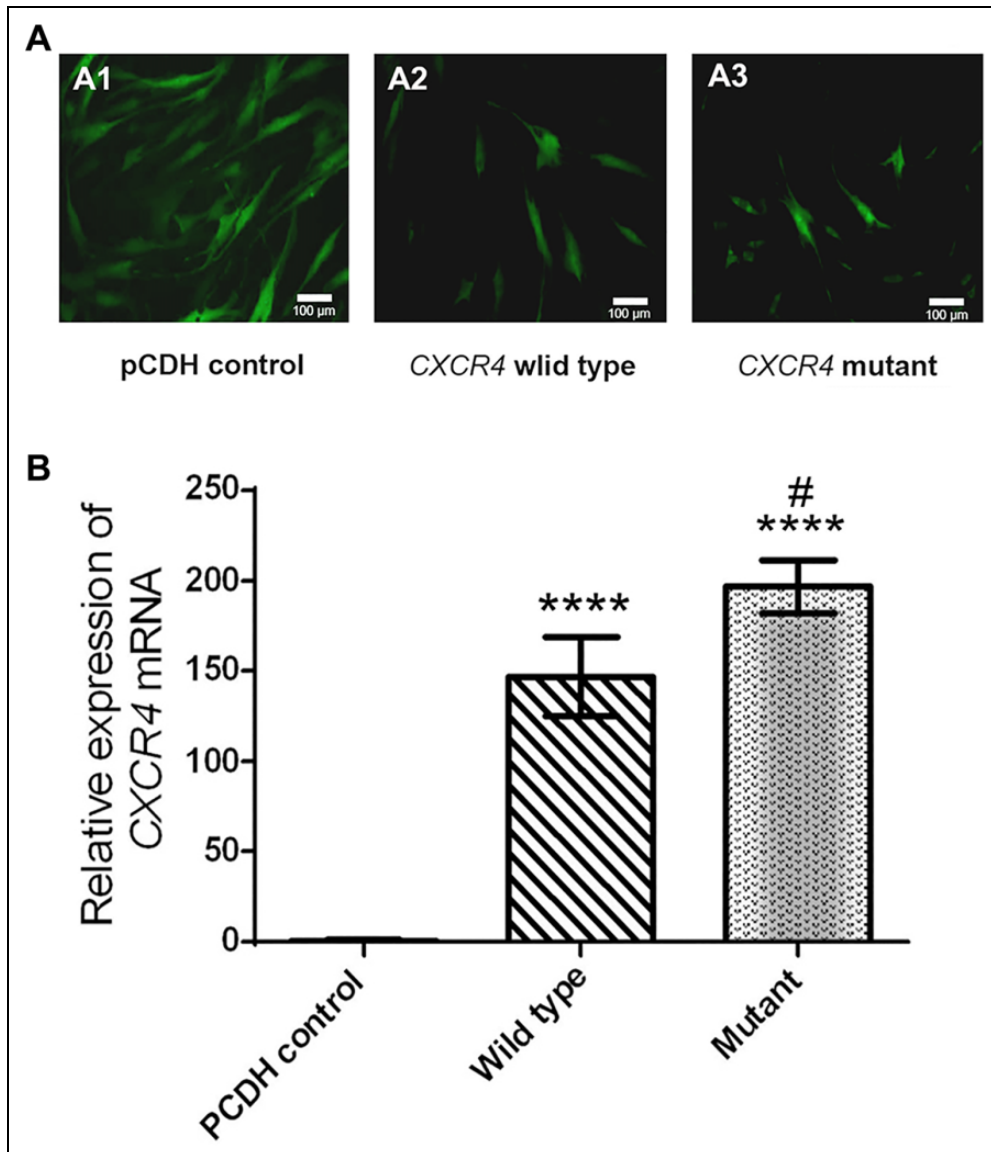 A
A1
A2
A3
100 µm
100 µm
100 µm
pCDH control
CXCR4 wlid type
CXCR4 mutant
B
Relative expression of
CXCR4 mRNA
250
200
150
100
50
0
****
#
****
PCDH control
Wild type
Mutant